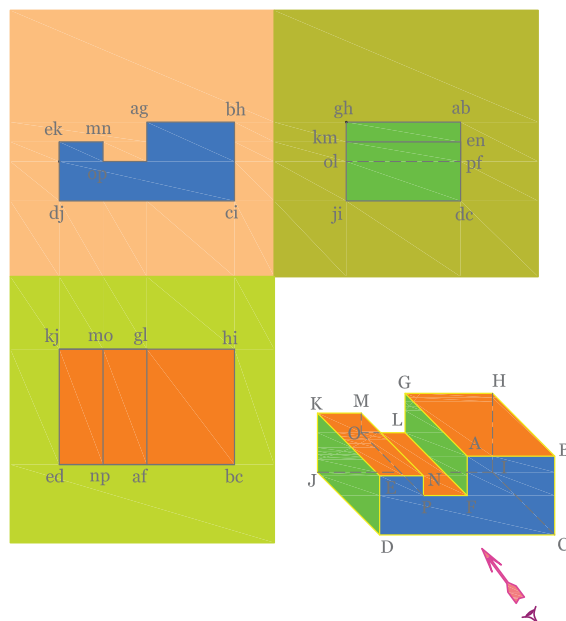 ag bh
ek mn
op
dj ci
gh ab
km en
ol pf
ji dc
kj mo gl hi
ed np af bc
G H
K M
L
O A B
J N I
E P F
D C